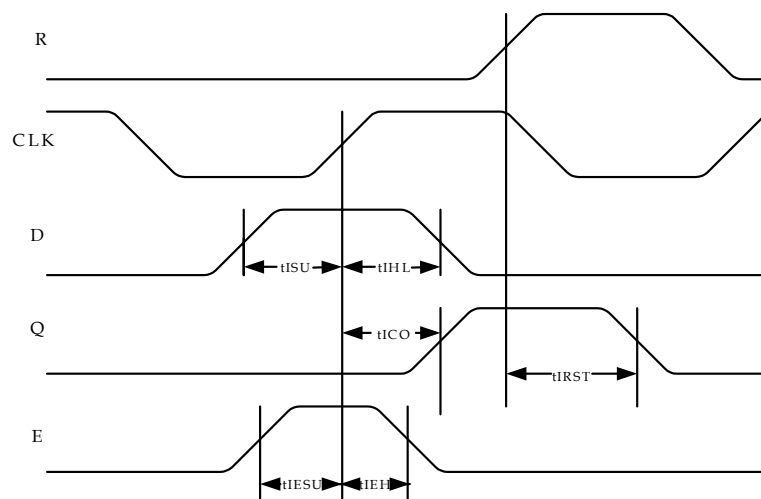 R
CLK
D
tISU tIHL
Q
tICO
tIRST
E
tIESU tIEH